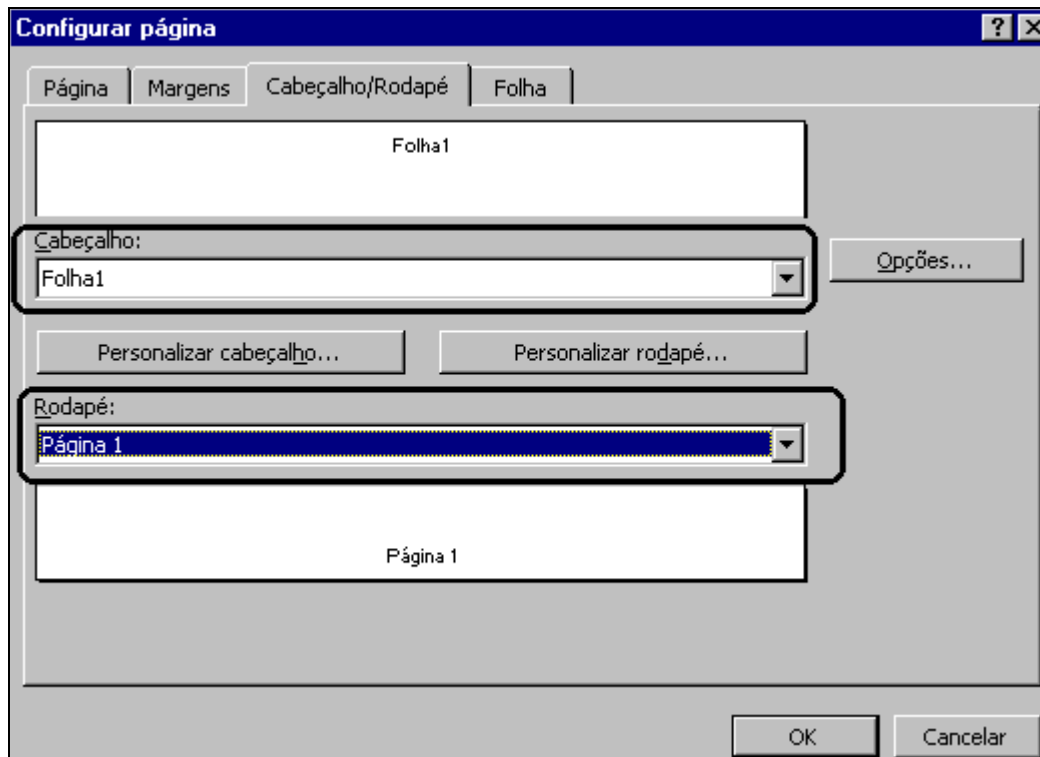 Configurar página
Página Margens Cabeçalho/Rodapé Folha
Folha1
Cabeçalho:
Folha1
Opções...
Personalizar cabeçalho... Personalizar rodapé...
Rodapé:
Página 1
Página 1
OK Cancelar